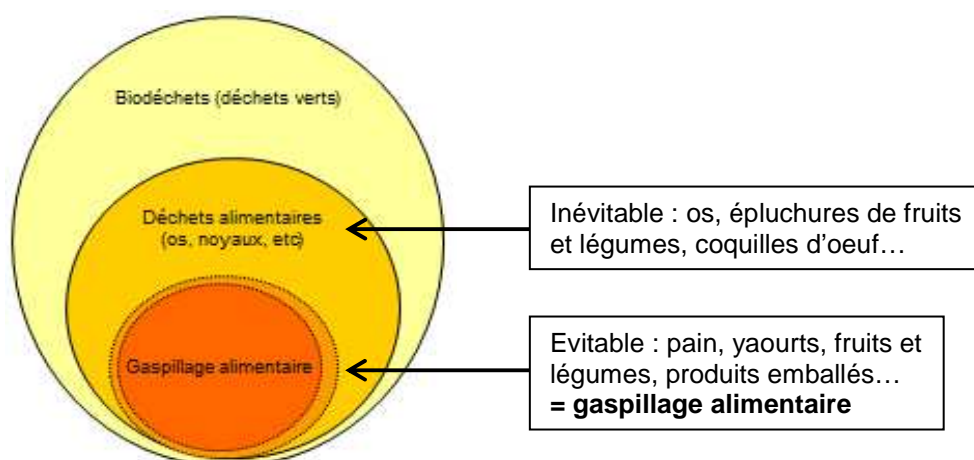 Biodéchets (déchets verts)
Déchets alimentaires
(os, noyaux, etc)
Inévitable : os, épluchures de fruits
et légumes, coquilles d'oeuf…
Gaspillage alimentaire
Evitable : pain, yaourts, fruits et
légumes, produits emballés…
= gaspillage alimentaire